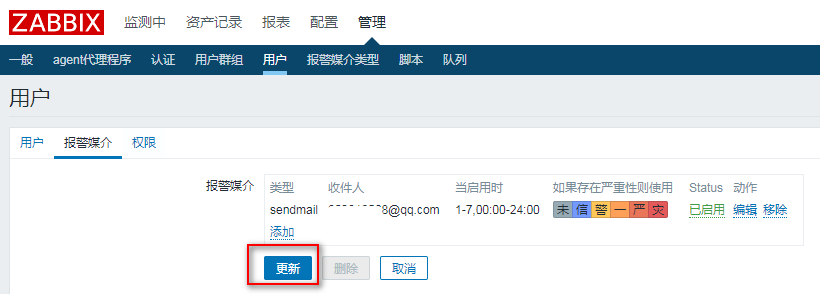 ZABBIX 监测中 资产记录 报表 配置 管理
一般 agent代理程序 认证 用户群组 用户 报警媒介类型 脚本 队列
用户
用户 报警媒介 权限
报警媒介 类型 收件人 当启用时 如果存在严重性则使用 Status 动作
sendmail @qq.com 1-7,00:00-24:00 未 信 警 一 严 灾 已启用 编辑 移除
添加
更新 删除 取消